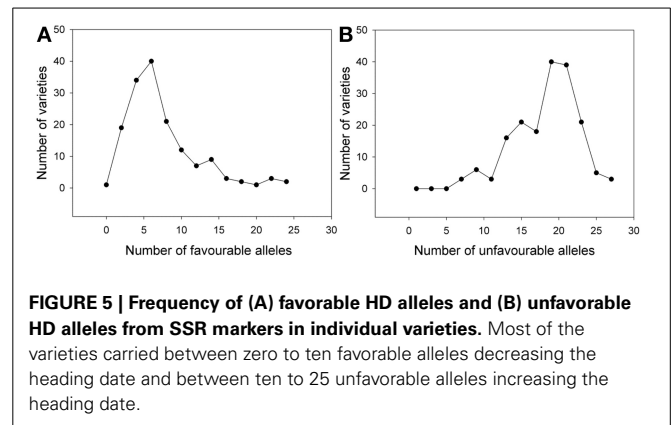 A
B
50
40
30
20
10
0
Number of varieties
0 5 10 15 20 25 30
Number of favourable alleles
50
40
30
20
10
0
Number of varieties
0 5 10 15 20 25 30
Number of unfavourable alleles
FIGURE 5 | Frequency of (A) favorable HD alleles and (B) unfavorable
HD alleles from SSR markers in individual varieties. Most of the
varieties carried between zero to ten favorable alleles decreasing the
heading date and between ten to 25 unfavorable alleles increasing the
heading date.